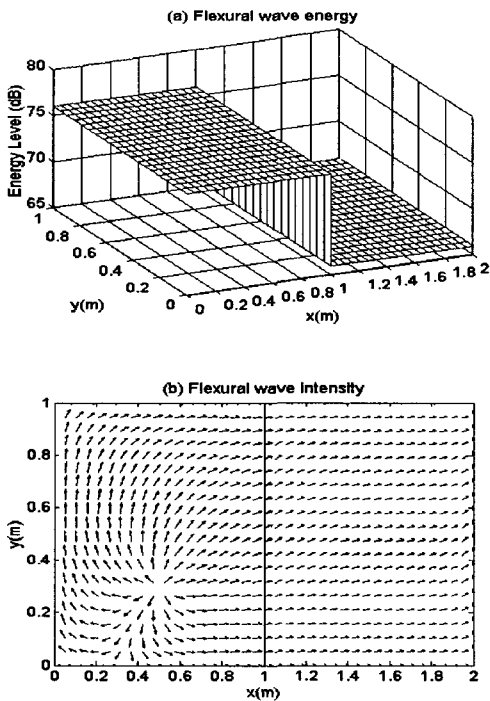 (a) Flexural wave energy
80
75
70
65
Energy Level (dB)
1
0.8
0.6
0.4
0.2
0
y(m)
0 0.2 0.4 0.6 0.8 1 1.2 1.4 1.6 1.8 2
x(m)
(b) Flexural wave intensity
1
0.8
0.6
0.4
0.2
0
y(m)
0 0.2 0.4 0.6 0.8 1 1.2 1.4 1.6 1.8 2
x(m)